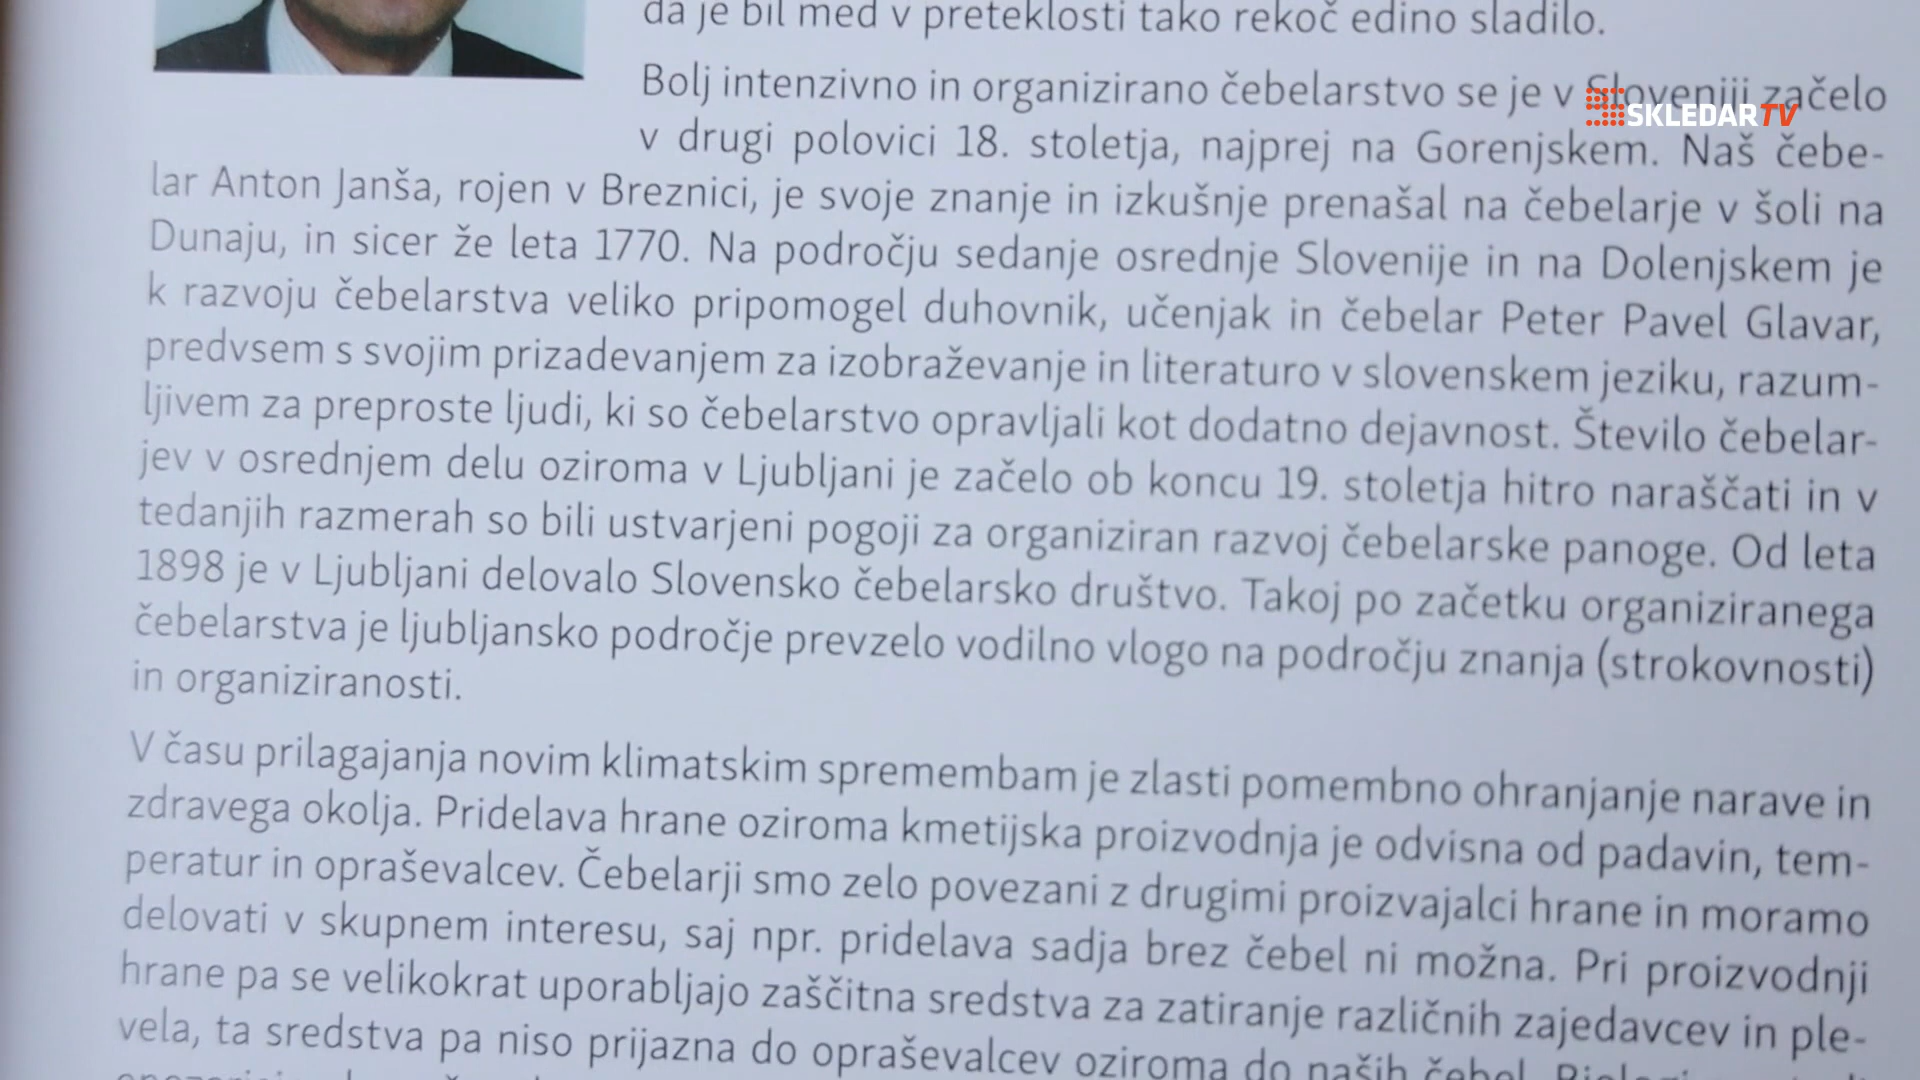 da je bil med v preteklosti tako rekoč edino sladilo.
Bolj intenzivno in organizirano čebelarstvo se je v Sloveniji začelo
SKLEDAR TV
v drugi polovici 18. stoletja, najprej na Gorenjskem. Naš čebe-
lar Anton Janša, rojen v Breznici, je svoje znanje in izkušnje prenašal na čebelarje v šoli na
Dunaju, in sicer že leta 1770. Na področju sedanje osrednje Slovenije in na Dolenjskem je
k razvoju čebelarstva veliko pripomogel duhovnik, učenjak in čebelar Peter Pavel Glavar,
predvsem s svojim prizadevanjem za izobraževanje in literaturo v slovenskem jeziku, razum-
ljivem za preproste ljudi, ki so čebelarstvo opravljali kot dodatno dejavnost. Število čebelar-
jev v osrednjem delu oziroma v Ljubljani je začelo ob koncu 19. stoletja hitro naraščati in v
tedanjih razmerah so bili ustvarjeni pogoji za organiziran razvoj čebelarske panoge. Od leta
1898 je v Ljubljani delovalo Slovensko čebelarsko društvo. Takoj po začetku organiziranega
čebelarstva je ljubljansko področje prevzelo vodilno vlogo na področju znanja (strokovnosti)
in organiziranosti.
V času prilagajanja novim klimatskim spremembam je zlasti pomembno ohranjanje narave in
zdravega okolja. Pridelava hrane oziroma kmetijska proizvodnja je odvisna od padavin, tem-
peratur in opraševalcev. Čebelarji smo zelo povezani z drugimi proizvajalci hrane in moramo
delovati v skupnem interesu, saj npr. pridelava sadja brez čebel ni možna. Pri proizvodnji
hrane pa se velikokrat uporabljajo zaščitna sredstva za zatiranje različnih zajedavcev in ple-
vela, ta sredstva pa niso prijazna do opraševalcev oziroma do naših čebel.